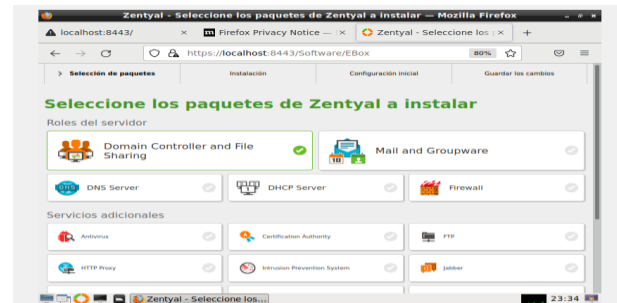 Zentyal - Seleccione los paquetes de Zentyal a instalar — Mozilla Firefox
localhost:8443/ × Firefox Privacy Notice — × Zentyal - Seleccione los × +
https://localhost:8443/Software/EBox 80%
> Selección de paquetes Instalación Configuración inicial Guardar los cambios
Seleccione los paquetes de Zentyal a instalar
Roles del servidor
Domain Controller and File Sharing
Mail and Groupware
DNS Server DHCP Server Firewall
Servicios adicionales
Antivirus Certification Authority FTP
HTTP Proxy Intrusion Prevention System Jabber
Zentyal - Seleccione los... 23:34